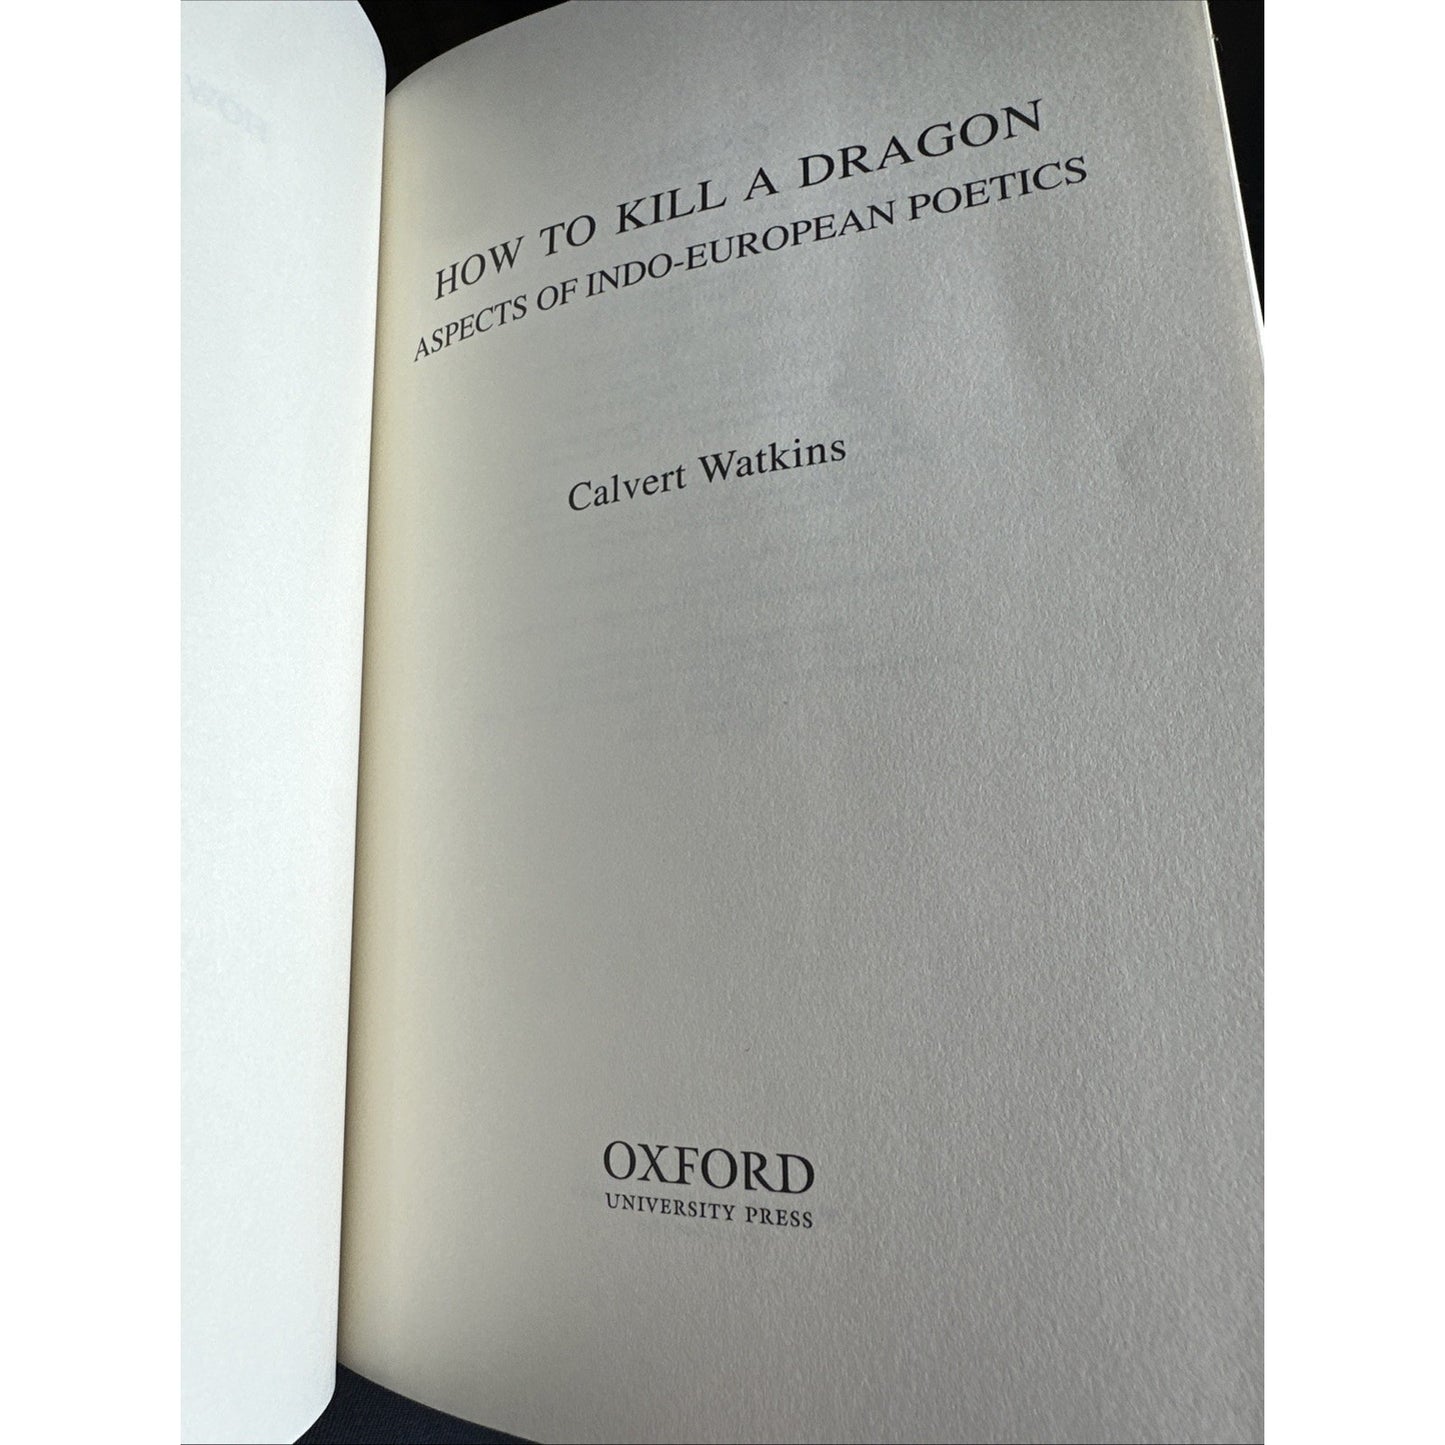 HOW TO KILL A DRAGON
ASPECTS OF INDO-EUROPEAN POETICS
Calvert Watkins
OXFORD
UNIVERSITY PRESS